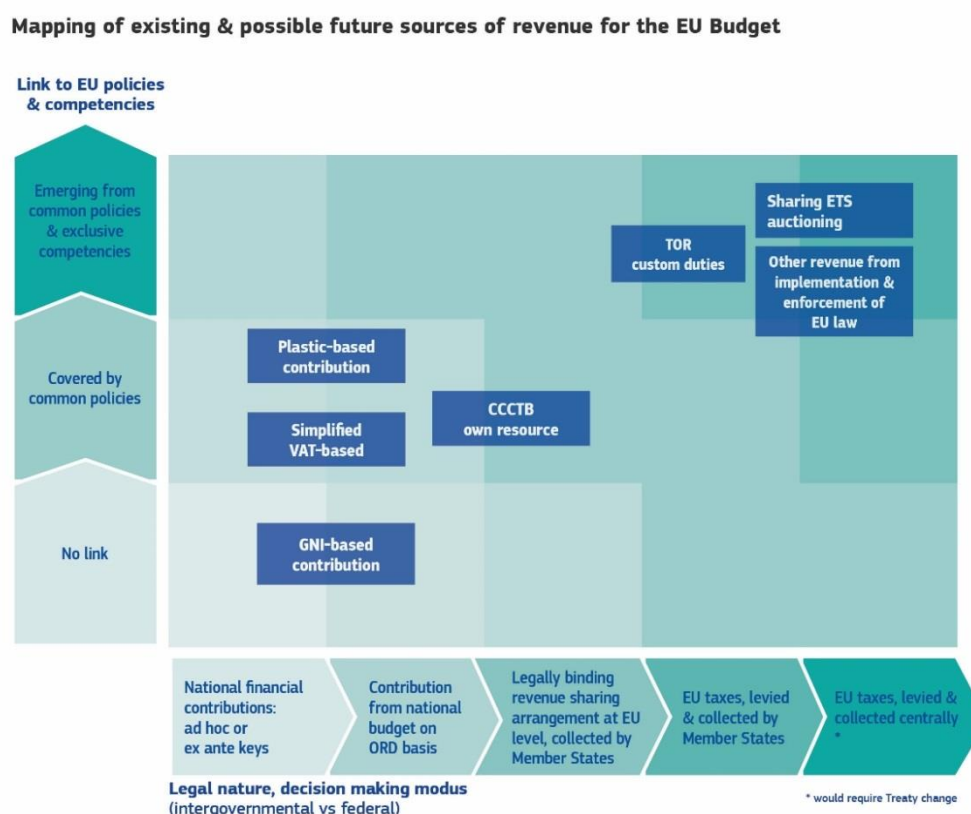 Mapping of existing & possible future sources of revenue for the EU Budget
Link to EU policies
& competencies
Emerging from
common policies
& exclusive
competencies
Sharing ETS
auctioning
TOR
custom duties
Other revenue from
implementation &
enforcement of
EU law
Covered by
common policies
Plastic-based
contribution
Simplified
VAT-based
CCCTB
own resource
No link
GNI-based
contribution
National financial
contributions:
ad hoc or
ex ante keys
Contribution
from national
budget on
ORD basis
Legally binding
revenue sharing
arrangement at EU
level, collected by
Member States
EU taxes, levied
& collected by
Member States
EU taxes, levied &
collected centrally
*
Legal nature, decision making modus
(intergovernmental vs federal)
* would require Treaty change